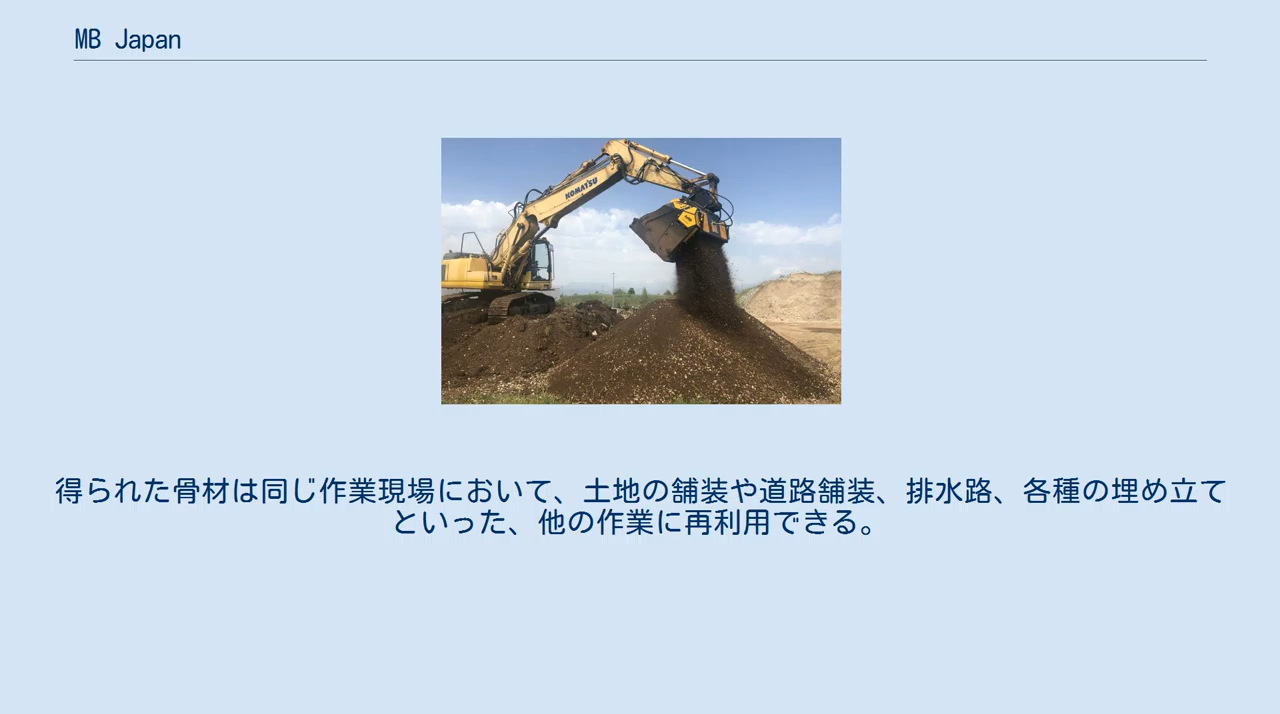 MB Japan
KOMATSU
得られた骨材は同じ作業現場において、土地の舗装や道路舗装、排水路、各種の埋め立て
といった、他の作業に再利用できる。